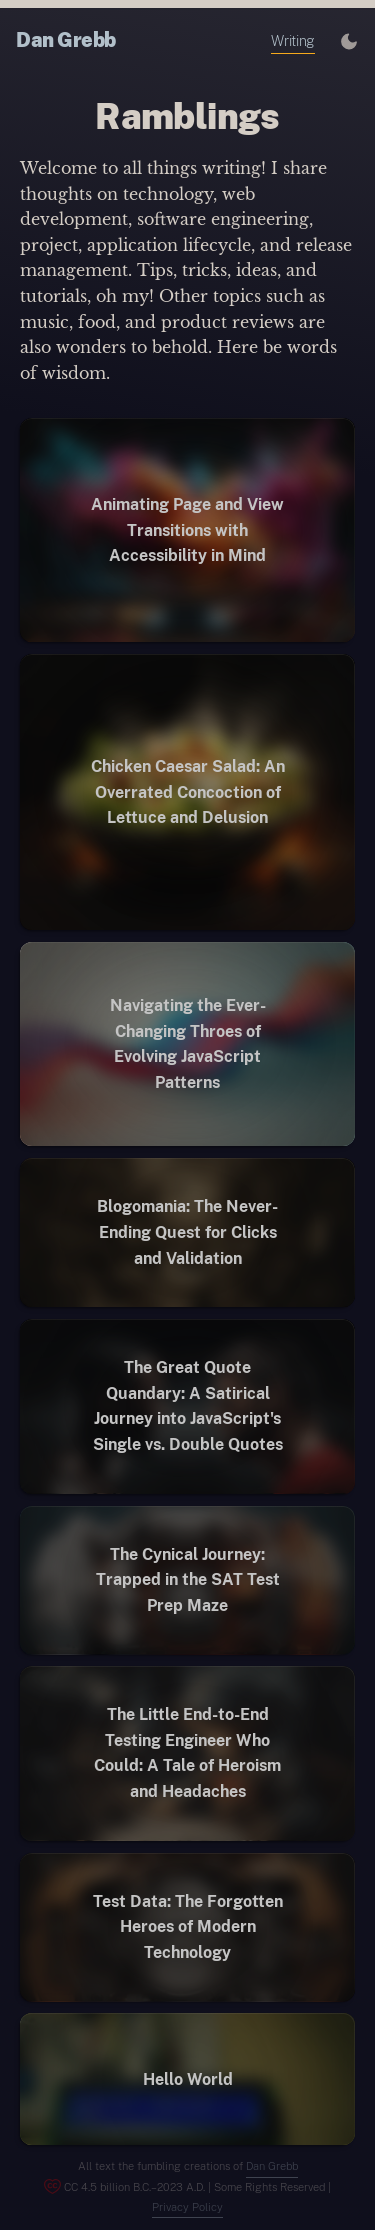 Dan Grebb
Writing
Ramblings
Welcome to all things writing! I share
thoughts on technology, web
development, software engineering,
project, application lifecycle, and release
management. Tips, tricks, ideas, and
tutorials, oh my! Other topics such as
music, food, and product reviews are
also wonders to behold. Here be words
of wisdom.
Animating Page and View
Transitions with
Accessibility in Mind
Chicken Caesar Salad: An
Overrated Concoction of
Lettuce and Delusion
Navigating the Ever-
Changing Throes of
Evolving JavaScript
Patterns
Blogomania: The Never-
Ending Quest for Clicks
and Validation
The Great Quote
Quandary: A Satirical
Journey into JavaScript's
Single vs. Double Quotes
The Cynical Journey:
Trapped in the SAT Test
Prep Maze
The Little End-to-End
Testing Engineer Who
Could: A Tale of Heroism
and Headaches
Test Data: The Forgotten
Heroes of Modern
Technology
Hello World
All text the fumbling creations of Dan Grebb
CC 4.5 billion B.C.-2023 A.D. | Some Rights Reserved |
Privacy Policy